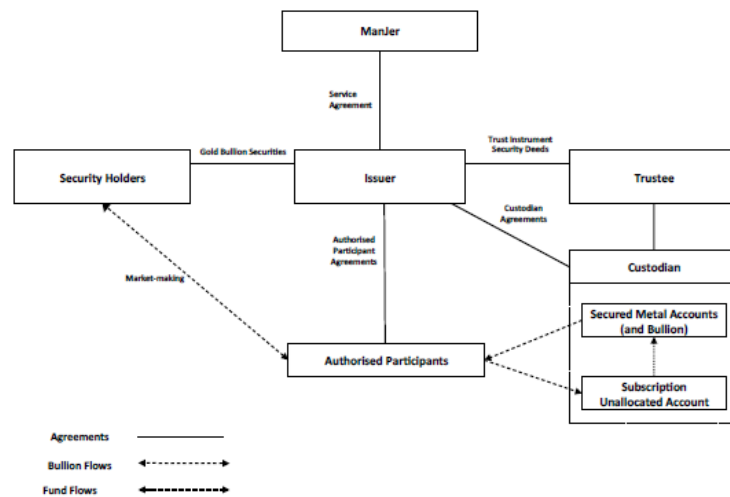 ManJer
Service
Agreement
Gold Bullion Securities
Trust Instrument
Security Deeds
Security Holders
Issuer
Trustee
Custodian
Agreements
Authorised
Participant
Agreements
Custodian
Market-making
Secured Metal Accounts
(and Bullion)
Authorised Participants
Subscription
Unallocated Account
Agreements
Bullion Flows
Fund Flows